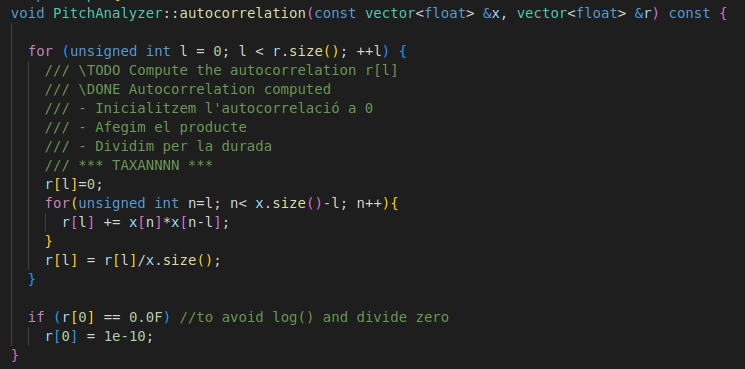 void PitchAnalyzer::autocorrelation(const vector<float> &x, vector<float> &r) const {
for (unsigned int l = 0; l < r.size(); ++l) {
/// \TODO Compute the autocorrelation r[l]
/// \DONE Autocorrelation computed
/// - Inicialitzem l'autocorrelació a 0
/// - Afegim el producte
/// - Dividim per la durada
/// *** TAXANNNN ***
r[l]=0;
for(unsigned int n=l; n< x.size()-l; n++){
r[l] += x[n]*x[n-l];
}
r[l] = r[l]/x.size();
}
if (r[0] == 0.0F) //to avoid log() and divide zero
r[0] = 1e-10;
}